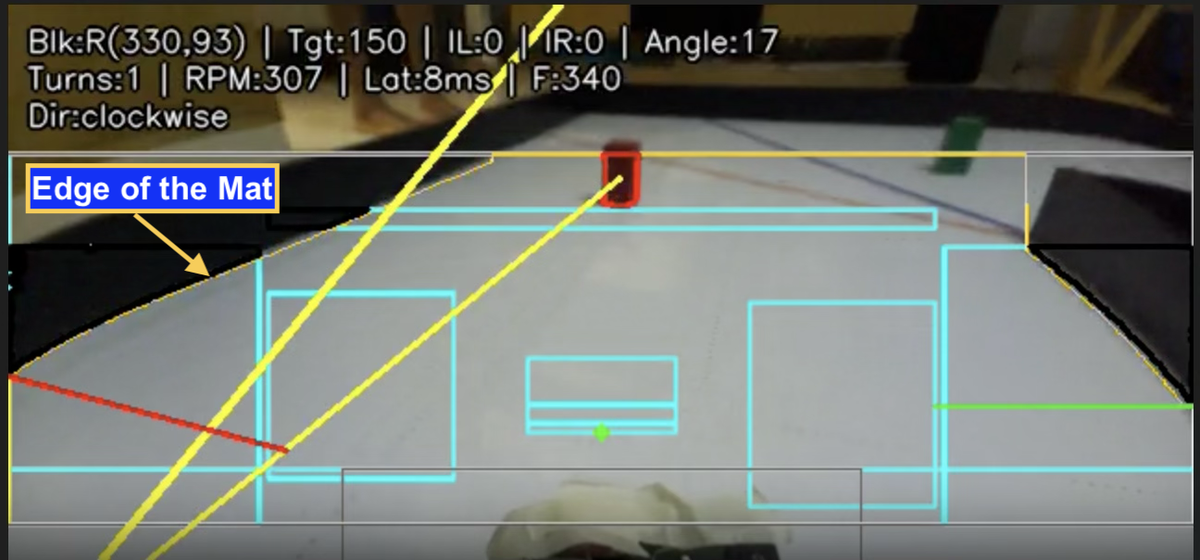 Blk:R(330,93) | Tgt:150 | IL:0 | IR:0 | Angle:17
Turns:1 | RPM:307 | Lat:8ms | F:340
Dir:clockwise
Edge of the Mat